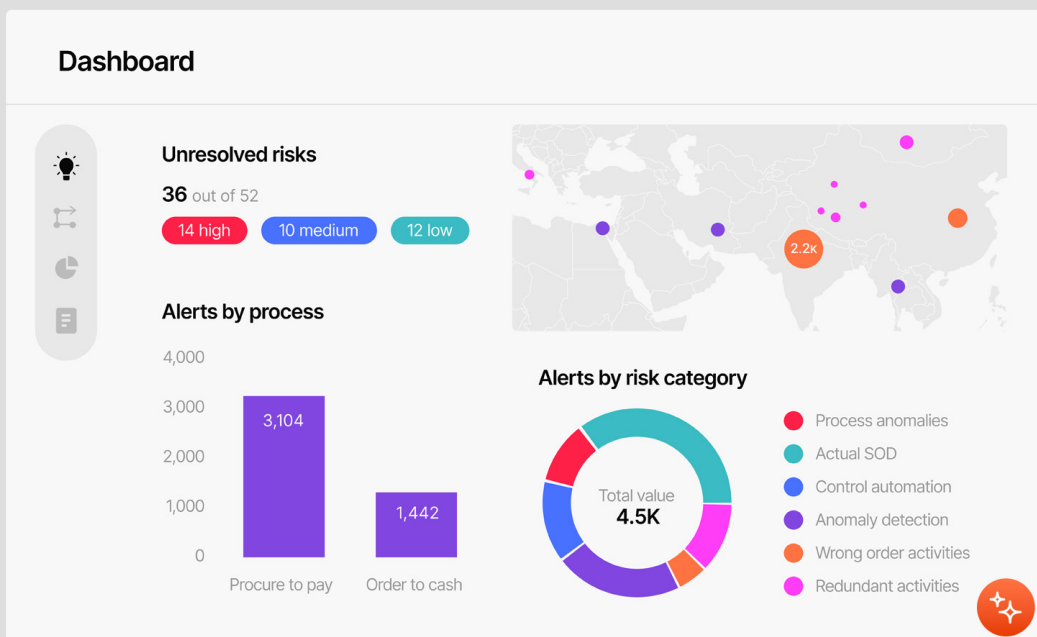 Dashboard
Unresolved risks
36 out of 52
14 high
10 medium
12 low
2.2K
Alerts by process
4,000
3,000
2,000
1,000
0
3,104
1,442
Procure to pay
Order to cash
Alerts by risk category
Total value
4.5K
Process anomalies
Actual SOD
Control automation
Anomaly detection
Wrong order activities
Redundant activities